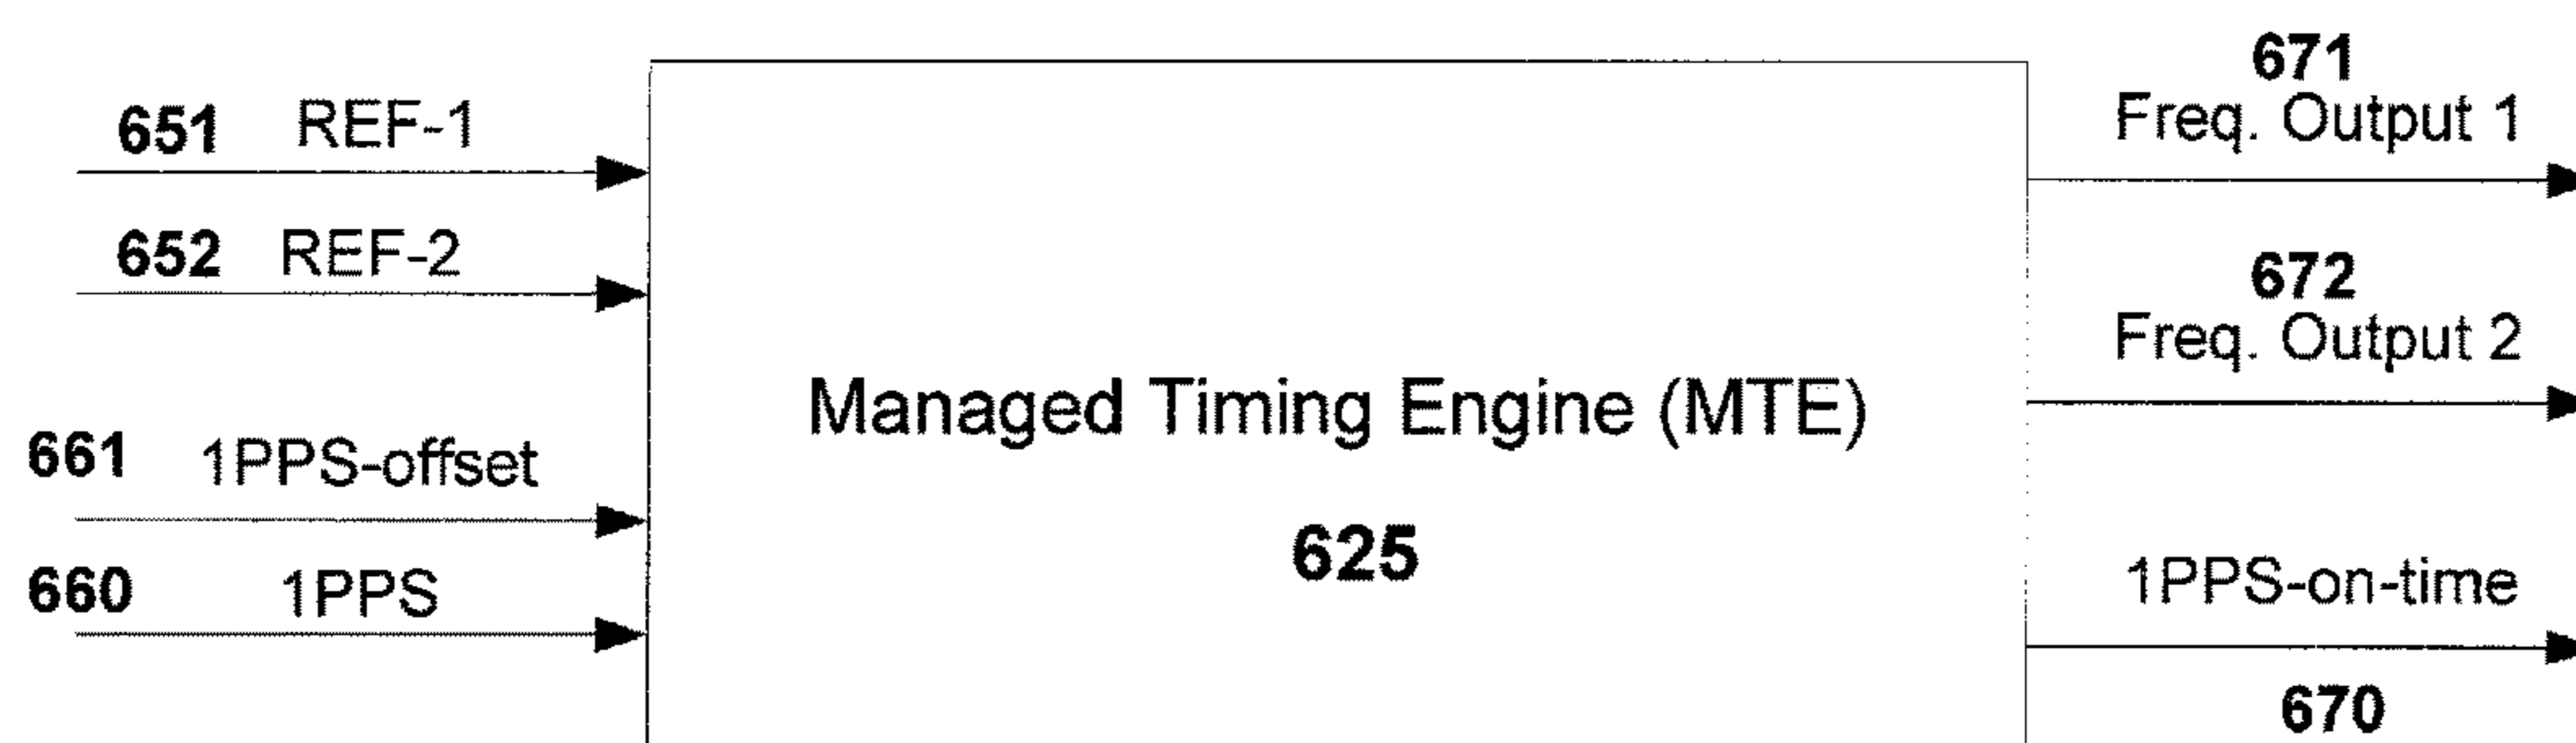 651 REF-1
652 REF-2
661 1PPS-offset
660 1PPS
Managed Timing Engine (MTE)
625
671
Freq. Output 1
672
Freq. Output 2
1PPS-on-time
670